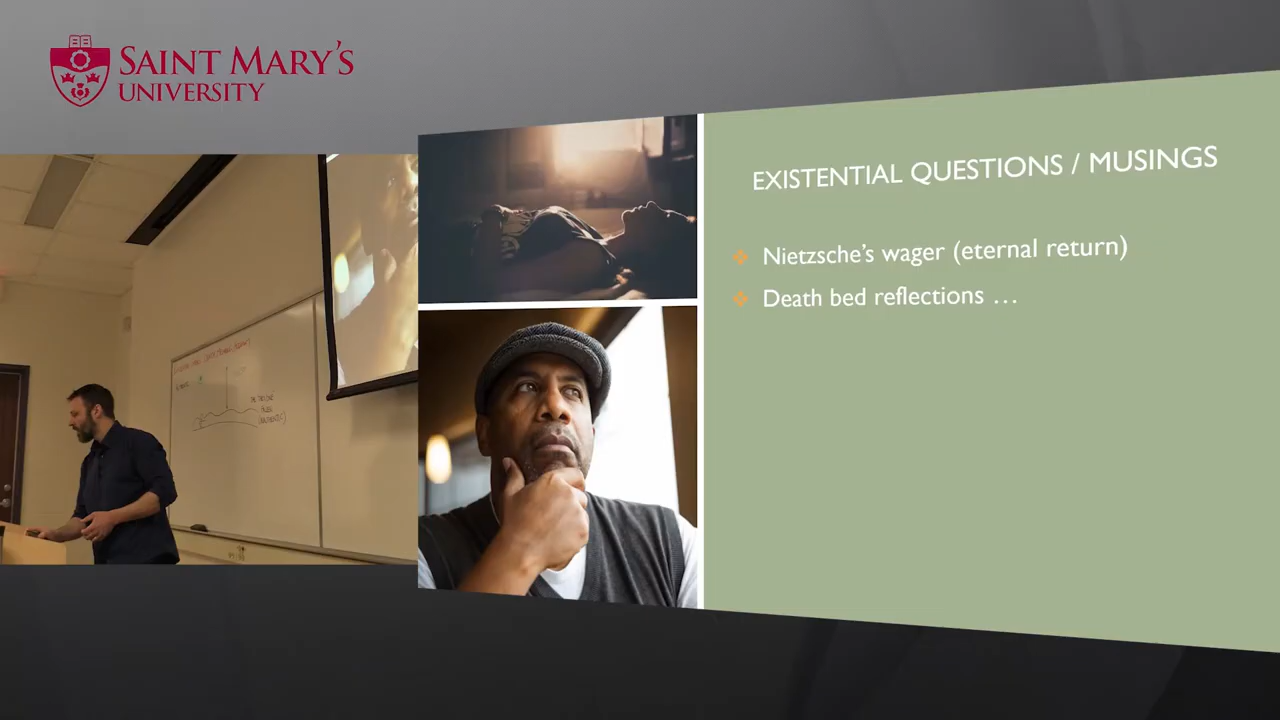 SAINT MARY'S
UNIVERSITY
EXISTENTIAL QUESTIONS / MUSINGS
Nietzsche's wager (eternal return)
Death bed reflections …